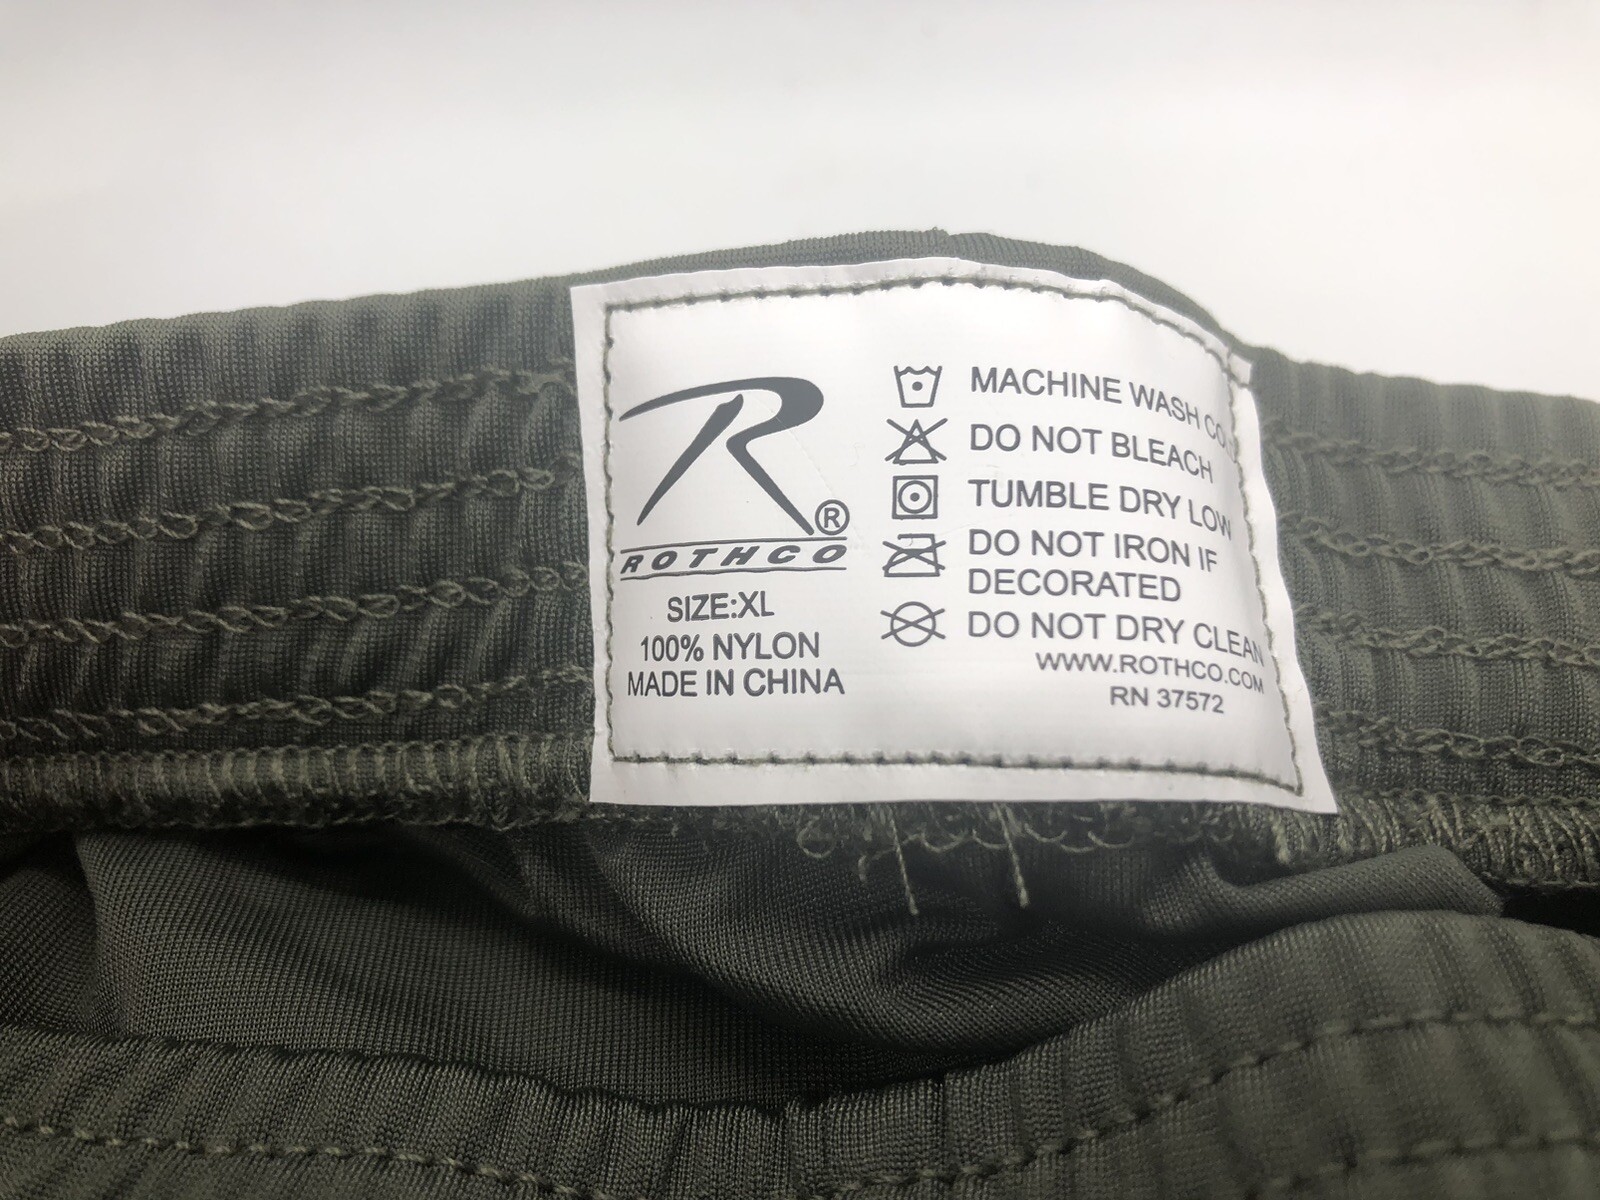 R®
ROTHCO
SIZE:XL
100% NYLON
MADE IN CHINA
MACHINE WASH
DO NOT BLEACH
TUMBLE DRY LOW
DO NOT IRON IF
DECORATED
DO NOT DRY CLEAN
WWW.ROTHCO.COM
RN 37572